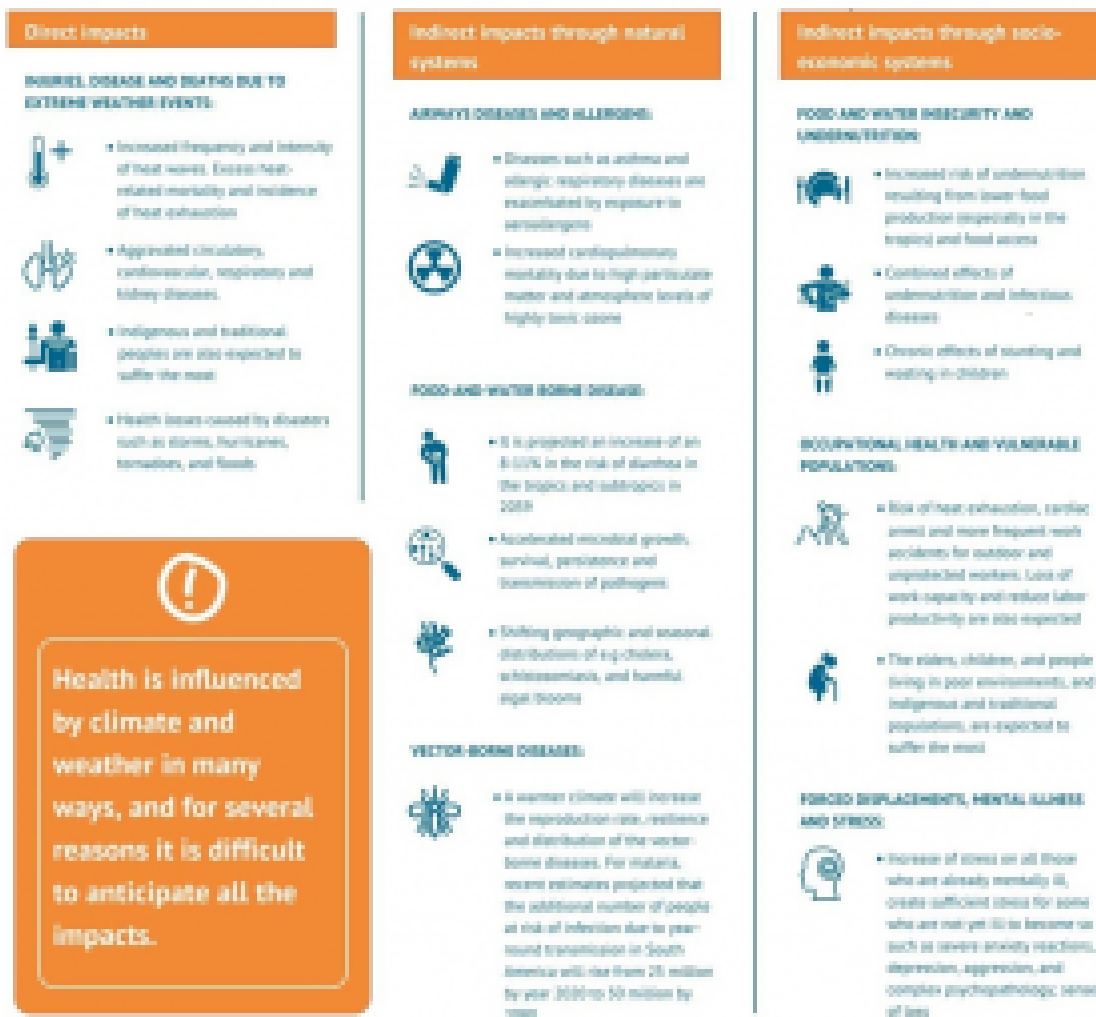 Direct Impacts
INJURIES, DISEASE AND DEATHS DUE TO
EXTREME WEATHER EVENTS:
• Increased frequency and intensity
of heat waves. Excess heat-
related mortality and incidence
of heat exhaustion
• Aggravated circulatory,
cardiovascular, respiratory and
kidney diseases.
• Indigenous and traditional
peoples are also expected to
suffer the most
• Health issues caused by disasters
such as storms, hurricanes,
tornadoes, and floods
Health is influenced
by climate and
weather in many
ways, and for several
reasons it is difficult
to anticipate all the
impacts.
Indirect impacts through natural
systems
AIRWAYS DISEASES AND ALLERGENS:
• Diseases such as asthma and
allergic respiratory diseases are
exacerbated by exposure to
aeroallergens
• Increased cardiopulmonary
mortality due to high particulate
matter and atmosphere levels of
highly toxic ozone
FOOD-AND-WATER BORNE DISEASE:
• It is projected an increase of an
in the risk of diarrhea in
the tropics and subtropics in
• Accelerated microbial growth,
survival, persistence and
transmission of pathogens
• Shifting geographic and seasonal
distributions of e.g cholera,
schistosomiasis, and harmful
algal blooms
VECTOR-BORNE DISEASES:
• A warmer climate will increase
the reproduction rate, resilience
and distribution of the vector-
borne diseases. For malaria,
recent estimates projected that
the additional number of people
at risk of infection due to year-
round transmission in South
America will rise from 25 million
by year 2020 to 50 million by
Indirect impacts through socio-
economic systems
FOOD AND WATER INSECURITY AND
UNDERNUTRITION:
• Increased risk of undernutrition
resulting from lower food
production (especially in the
tropics) and food access
• Combined effects of
undernutrition and infectious
diseases
• Chronic effects of stunting and
wasting in children
OCCUPATIONAL HEALTH AND VULNERABLE
POPULATIONS:
• Risk of heat exhaustion, cardiac
arrest and more frequent work
accidents for outdoor and
unprotected workers. Loss of
work capacity and reduce labor
productivity are also expected
• The elders, children, and people
living in poor environments, and
indigenous and traditional
populations, are expected to
suffer the most
FORCED DISPLACEMENTS, MENTAL ILLNESS
AND STRESS:
• Increase of stress on all those
who are already mentally ill,
create sufficient stress for some
who are not yet ill to become so
such as severe anxiety reactions,
depression, aggression, and
complex psychopathology; sense
of loss